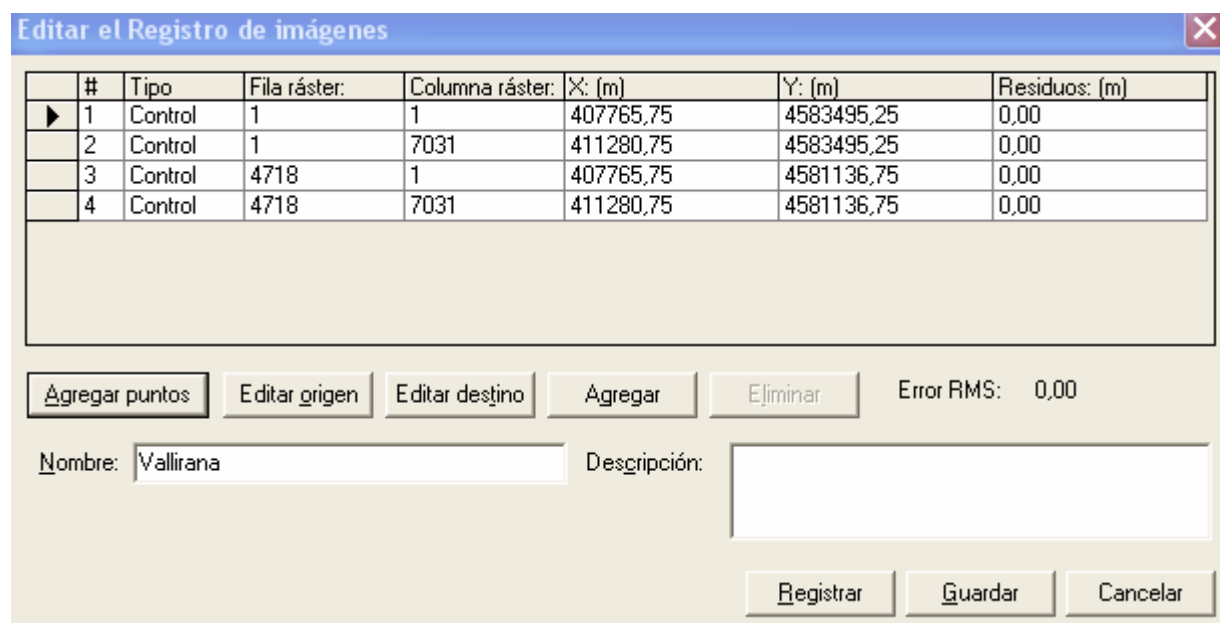 Editar el Registro de imágenes
# Tipo Fila ráster: Columna ráster: X: (m) Y: (m) Residuos: (m)
1 Control 1 1 407765,75 4583495,25 0,00
2 Control 1 7031 411280,75 4583495,25 0,00
3 Control 4718 1 407765,75 4581136,75 0,00
4 Control 4718 7031 411280,75 4581136,75 0,00
Agregar puntos Editar origen Editar destino Agregar Eliminar Error RMS: 0,00
Nombre: Vallirana Descripción:
Registrar Guardar Cancelar